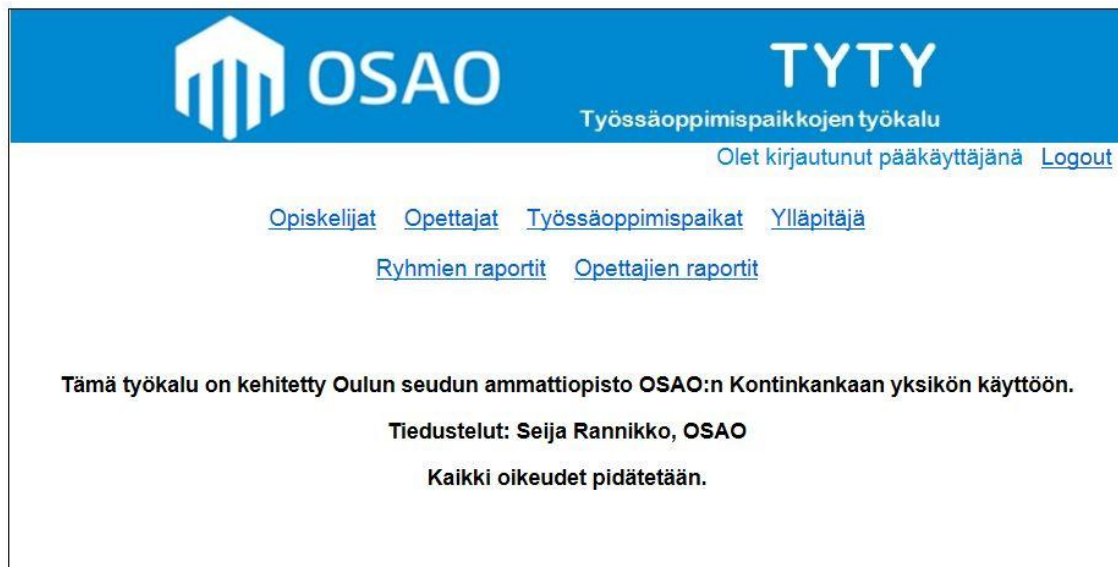 OSAO
TYTY
Työssäoppimispaikkojen työkalu
Olet kirjautunut pääkäyttäjänä Logout
Opiskelijat Opettajat Työssäoppimispaikat Ylläpitäjä
Ryhmien raportit Opettajien raportit
Tämä työkalu on kehitetty Oulun seudun ammattiopisto OSAO:n Kontinkankaan yksikön käyttöön.
Tiedustelut: Seija Rannikko, OSAO
Kaikki oikeudet pidätetään.